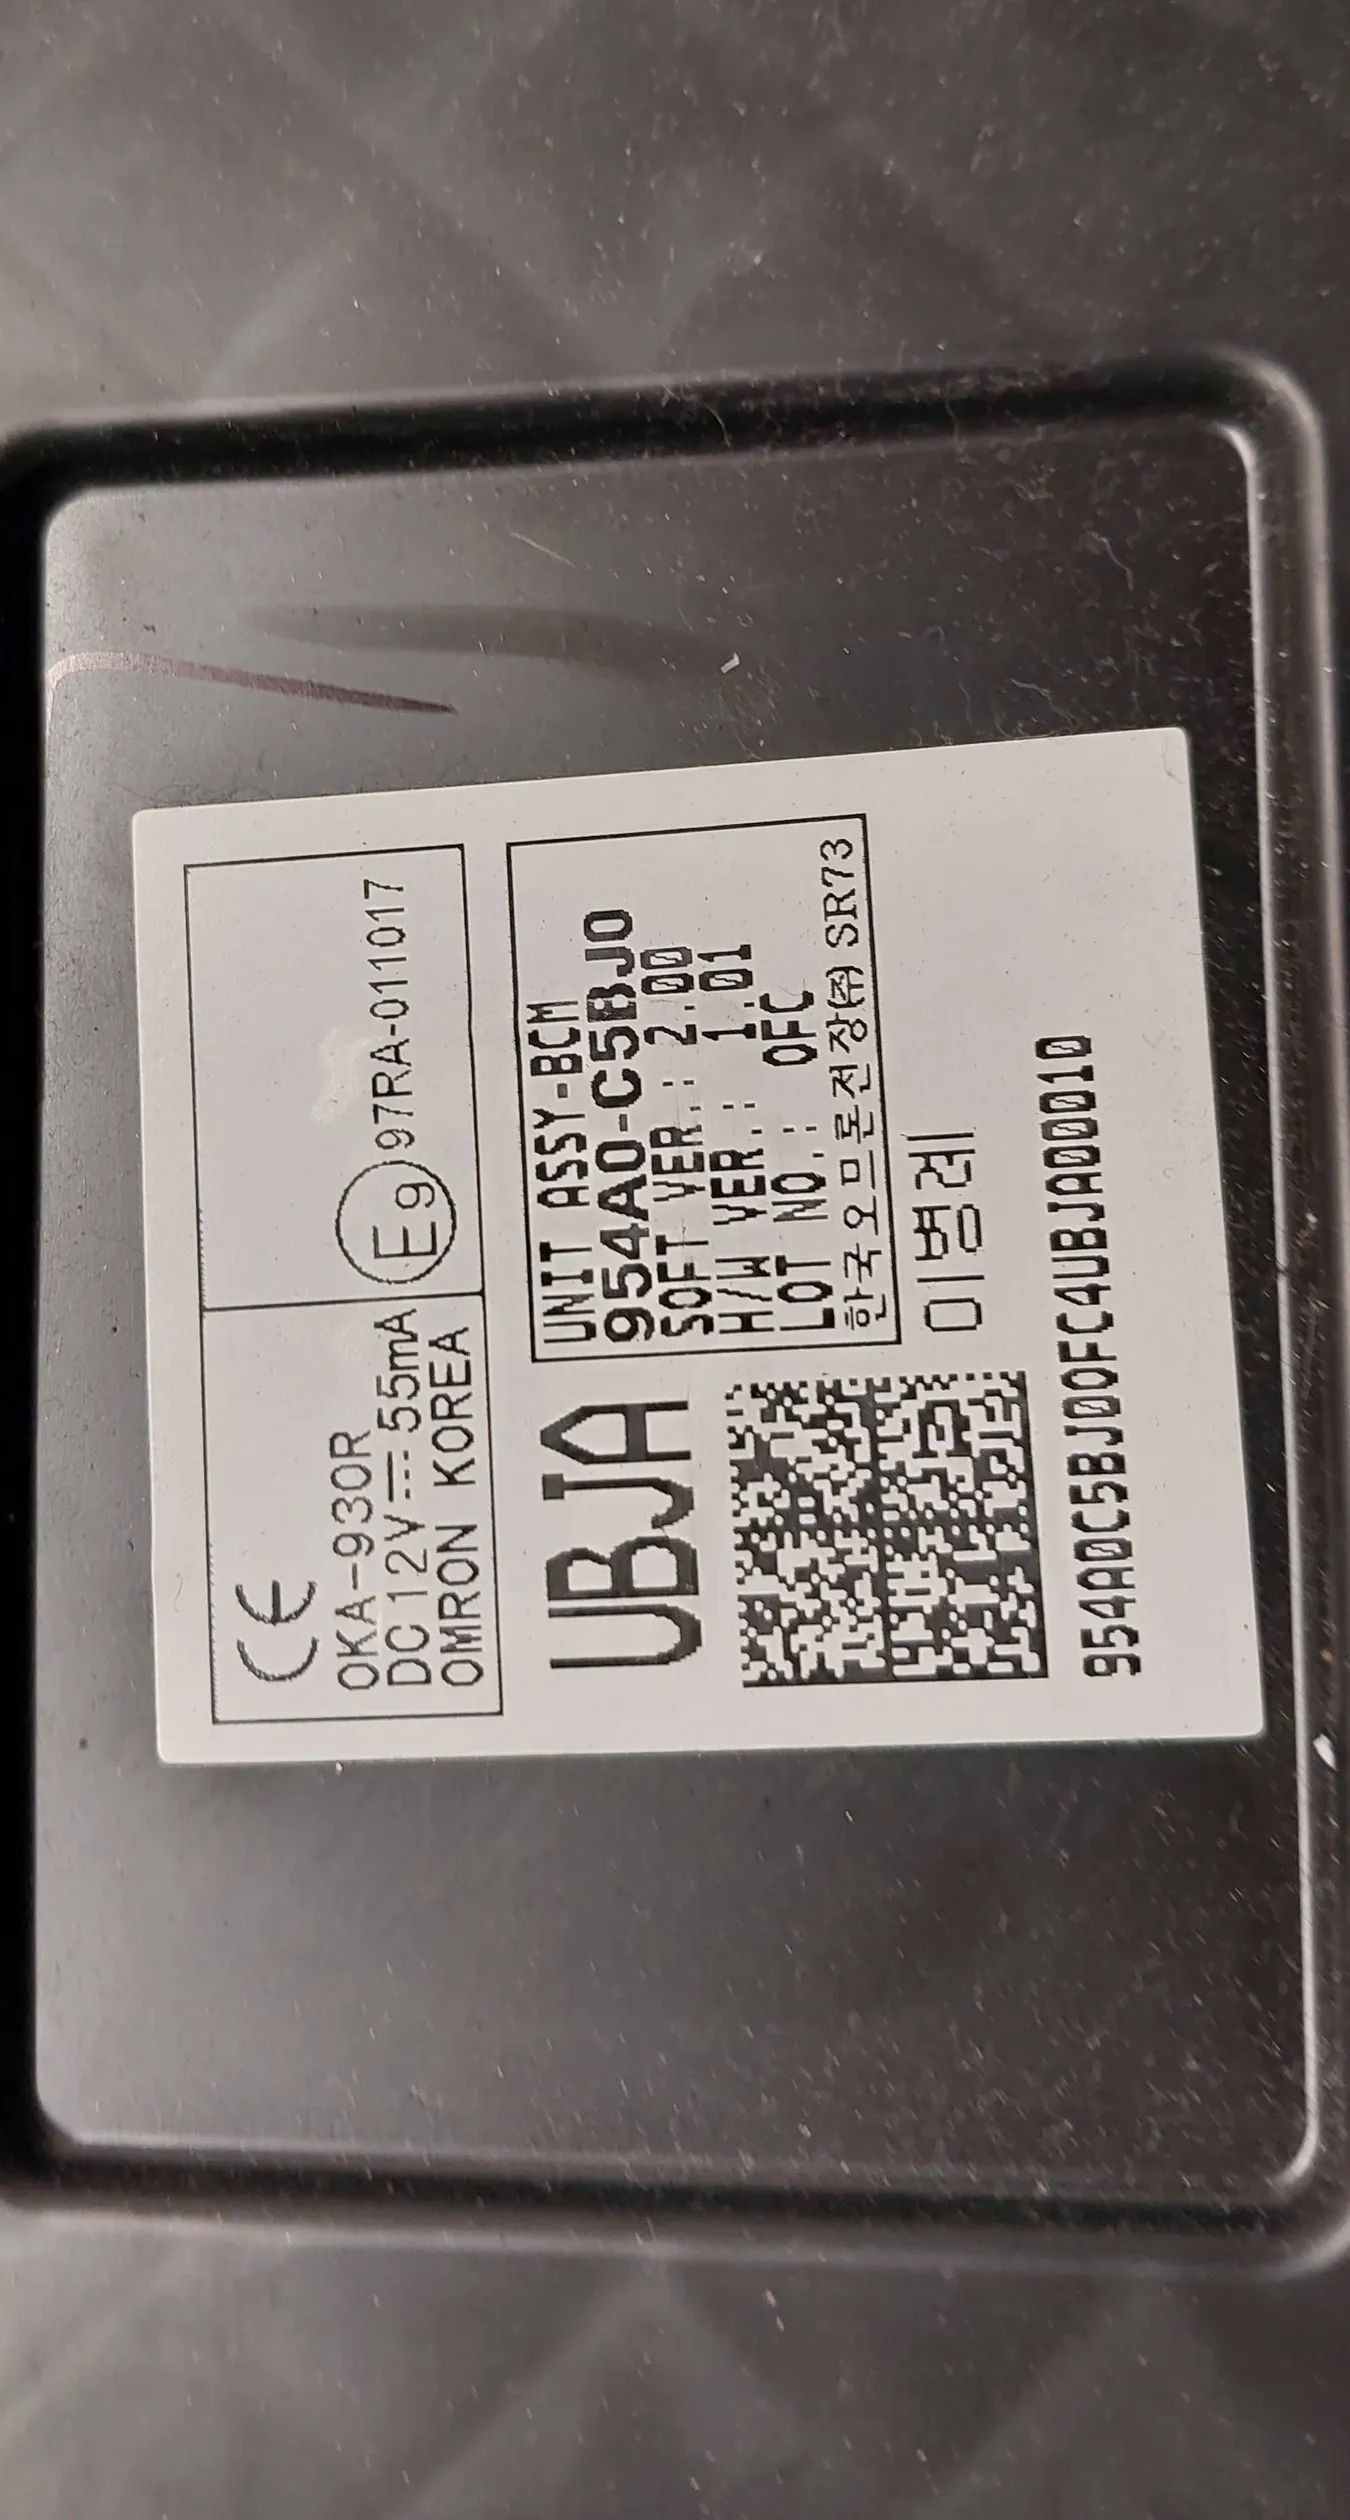 CE
OKA-930R
DC 12V⎓55mA
OMRON KOREA
E9 97RA-011017
UBJA
UNIT ASSY-BCM
954A0-C5BJ0
SOFT VER.: 2.00
H/W VER.: 1.01
LOT NO.: 0FC
한국오므론전장㈜ SR73
이병례
954A0C5BJ00FC4UBJA00010